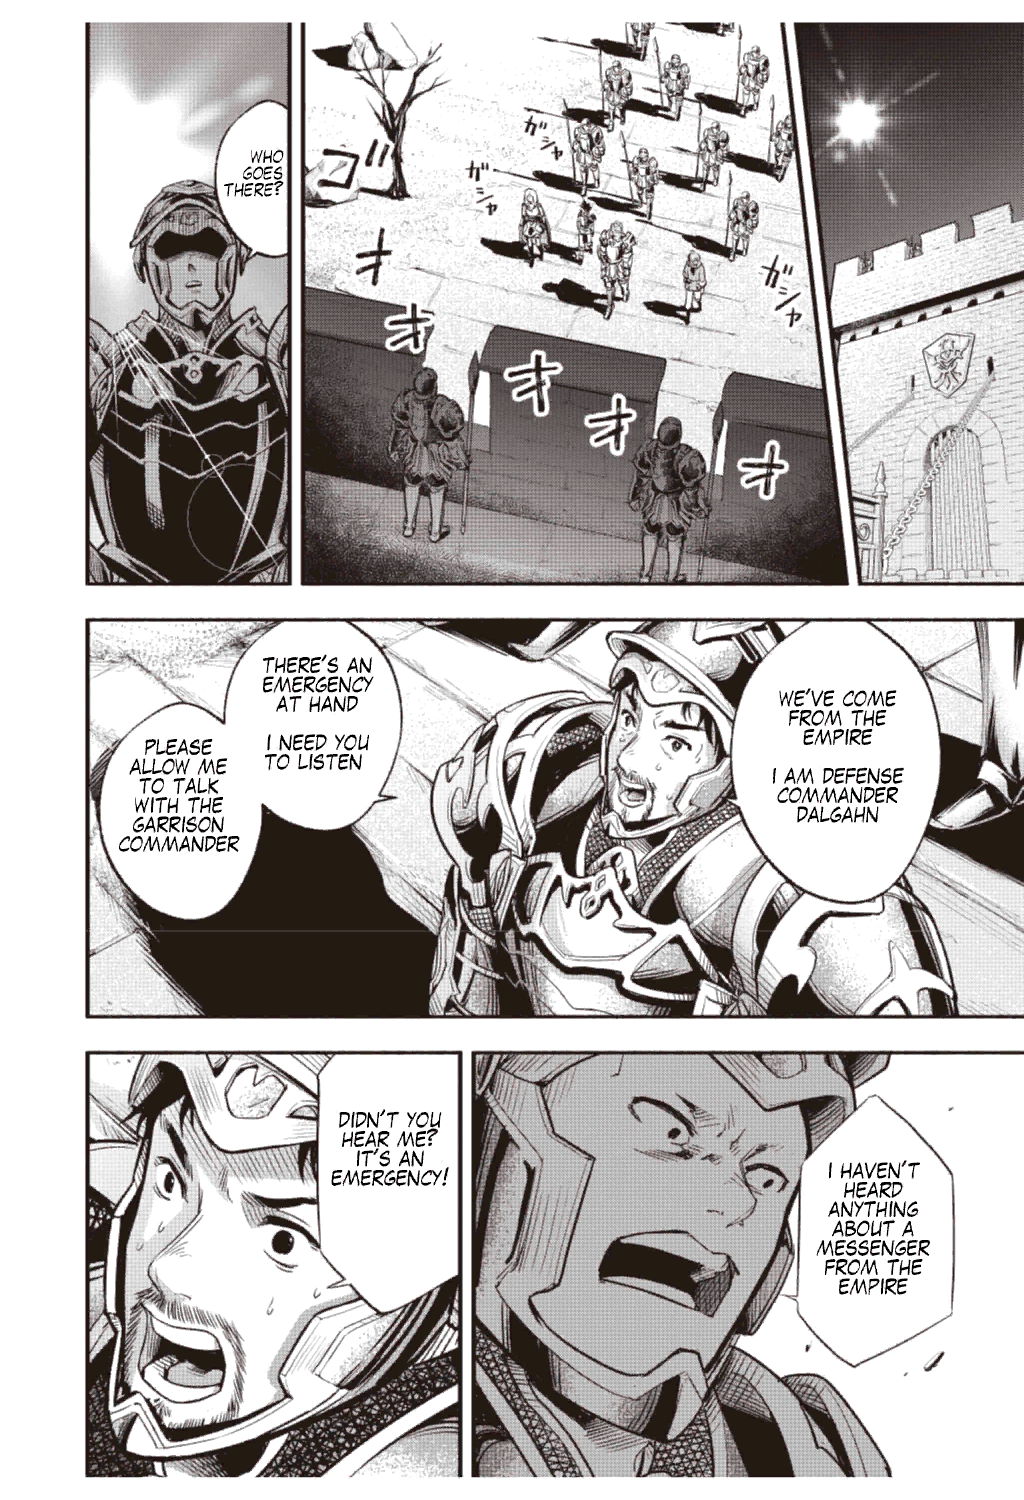 ガシャ
ガシャ
ガシャ
ゴオオオオオ
WHO
GOES
THERE?
WE'VE COME
FROM THE
EMPIRE
I AM DEFENSE
COMMANDER
DALGAHN
THERE'S AN
EMERGENCY
AT HAND
I NEED YOU
TO LISTEN
PLEASE
ALLOW ME
TO TALK
WITH THE
GARRISON
COMMANDER
I HAVEN'T
HEARD
ANYTHING
ABOUT A
MESSENGER
FROM THE
EMPIRE
DIDN'T YOU
HEAR ME?
IT'S AN
EMERGENCY!